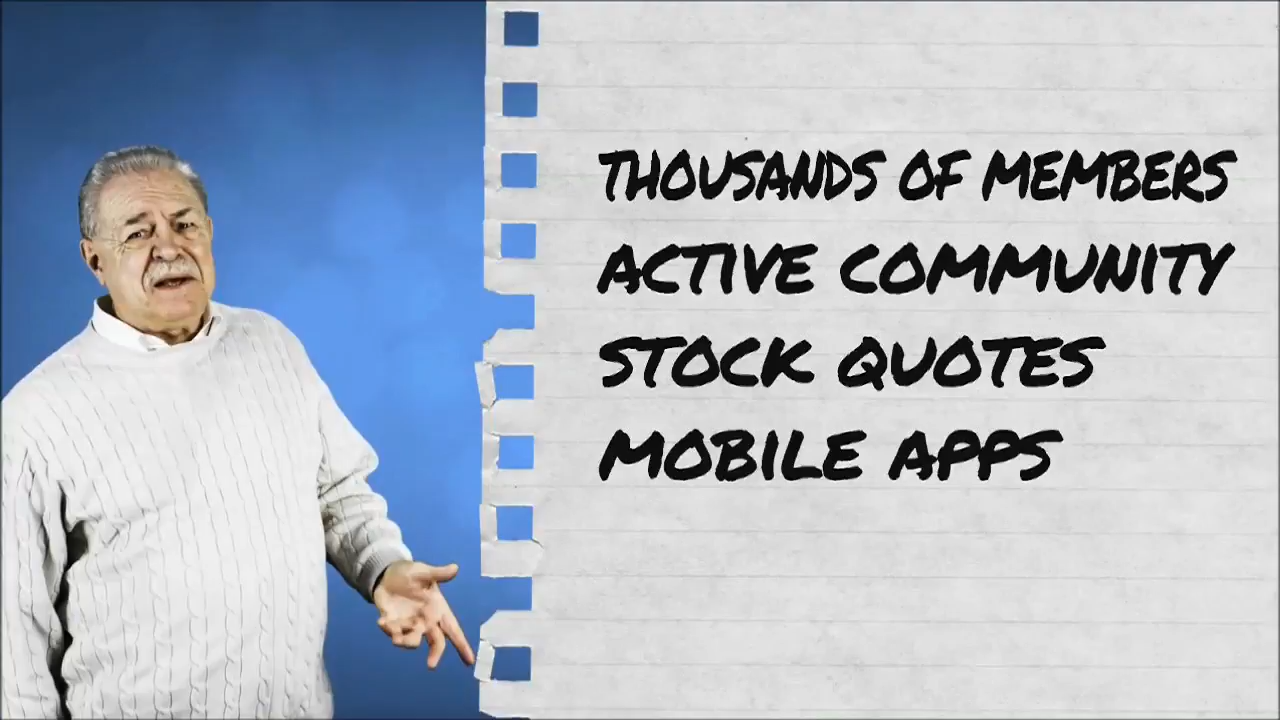 THOUSANDS OF MEMBERS
ACTIVE COMMUNITY
STOCK QUOTES
MOBILE APPS